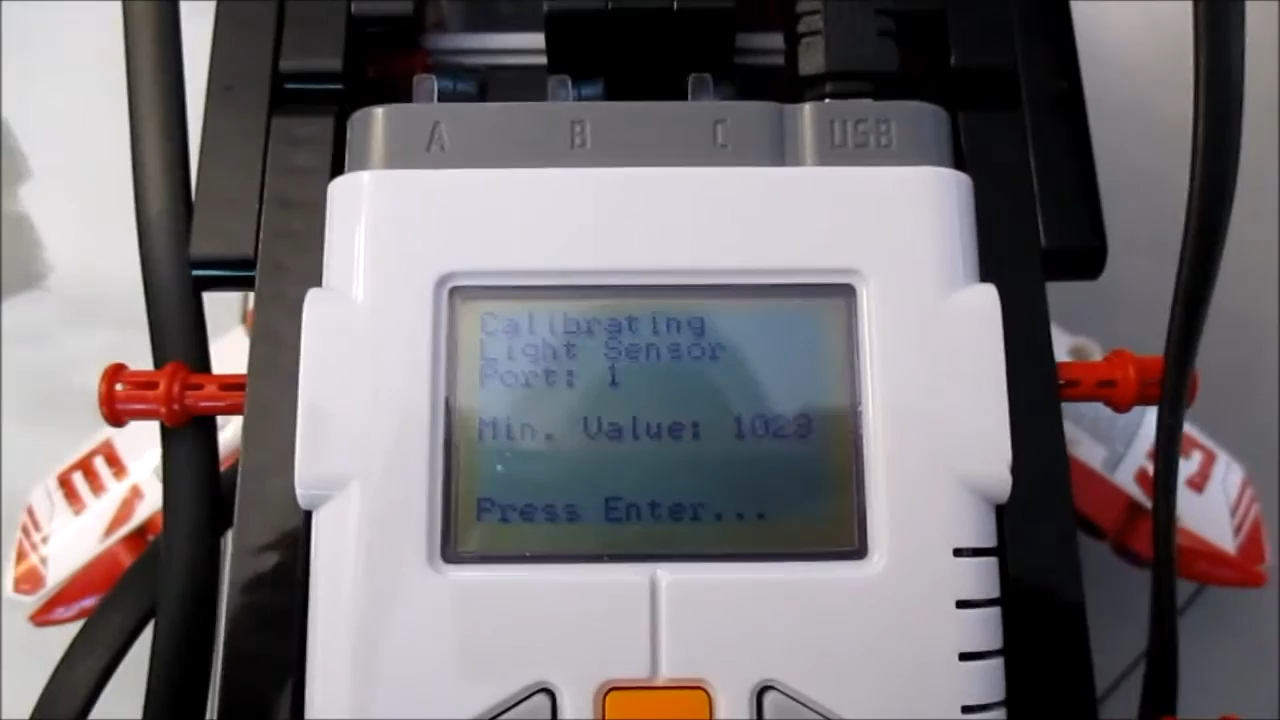 A B C USB
Calibrating
Light Sensor
Port: 1
Min. Value: 1023
Press Enter...